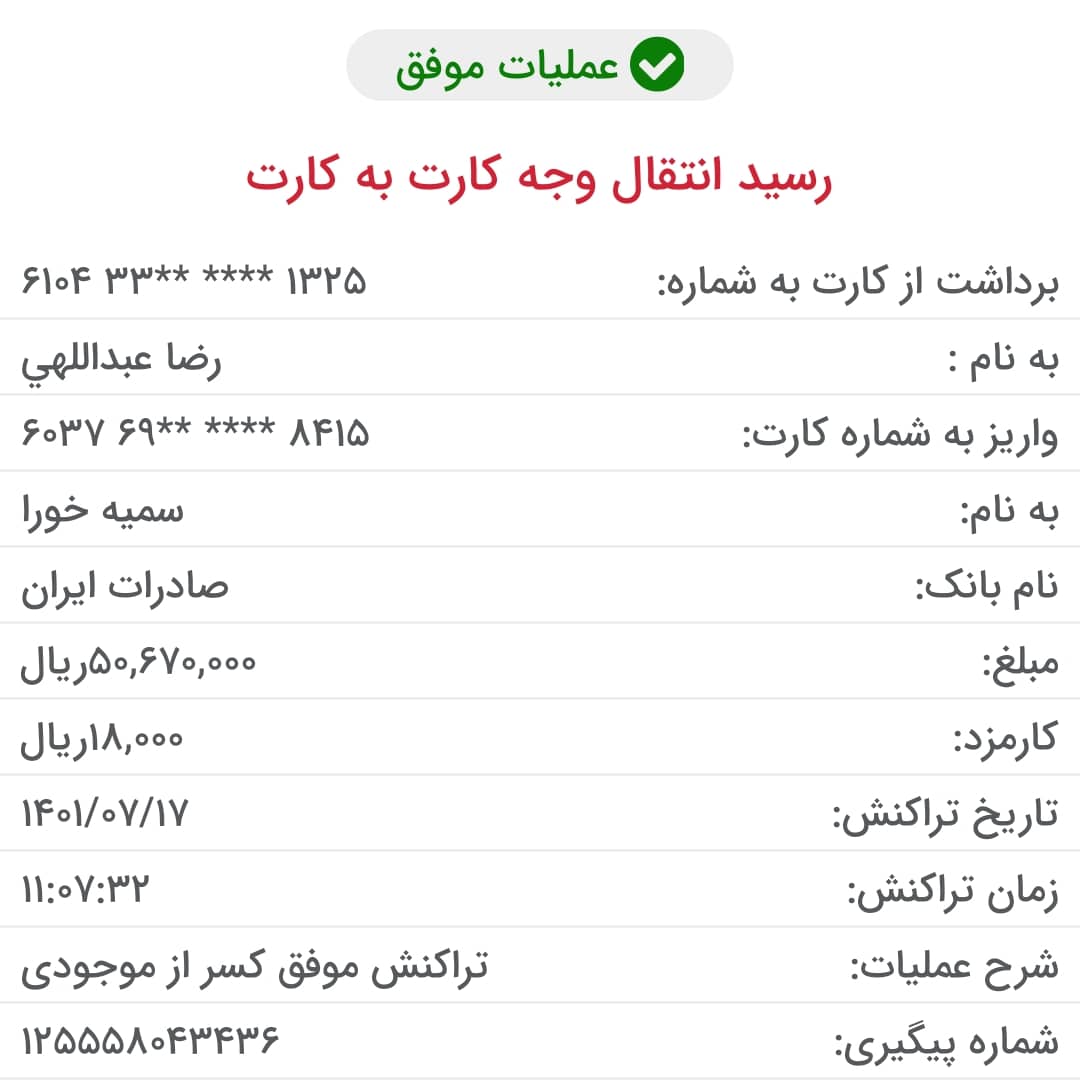 عملیات موفق
رسید انتقال وجه کارت به کارت
برداشت از کارت به شماره: ۶۱۰۴ ۳۳** **** ۱۳۲۵
به نام : رضا عبداللهي
واریز به شماره کارت: ۶۰۳۷ ۶۹** **** ۸۴۱۵
به نام: سمیه خورا
نام بانک: صادرات ایران
مبلغ: ۵۰,۶۷۰,۰۰۰ریال
کارمزد: ۱۸,۰۰۰ریال
تاریخ تراکنش: ۱۴۰۱/۰۷/۱۷
زمان تراکنش: ۱۱:۰۷:۳۲
شرح عملیات: تراکنش موفق کسر از موجودی
شماره پیگیری: ۱۲۵۵۵۸۰۴۳۴۳۶